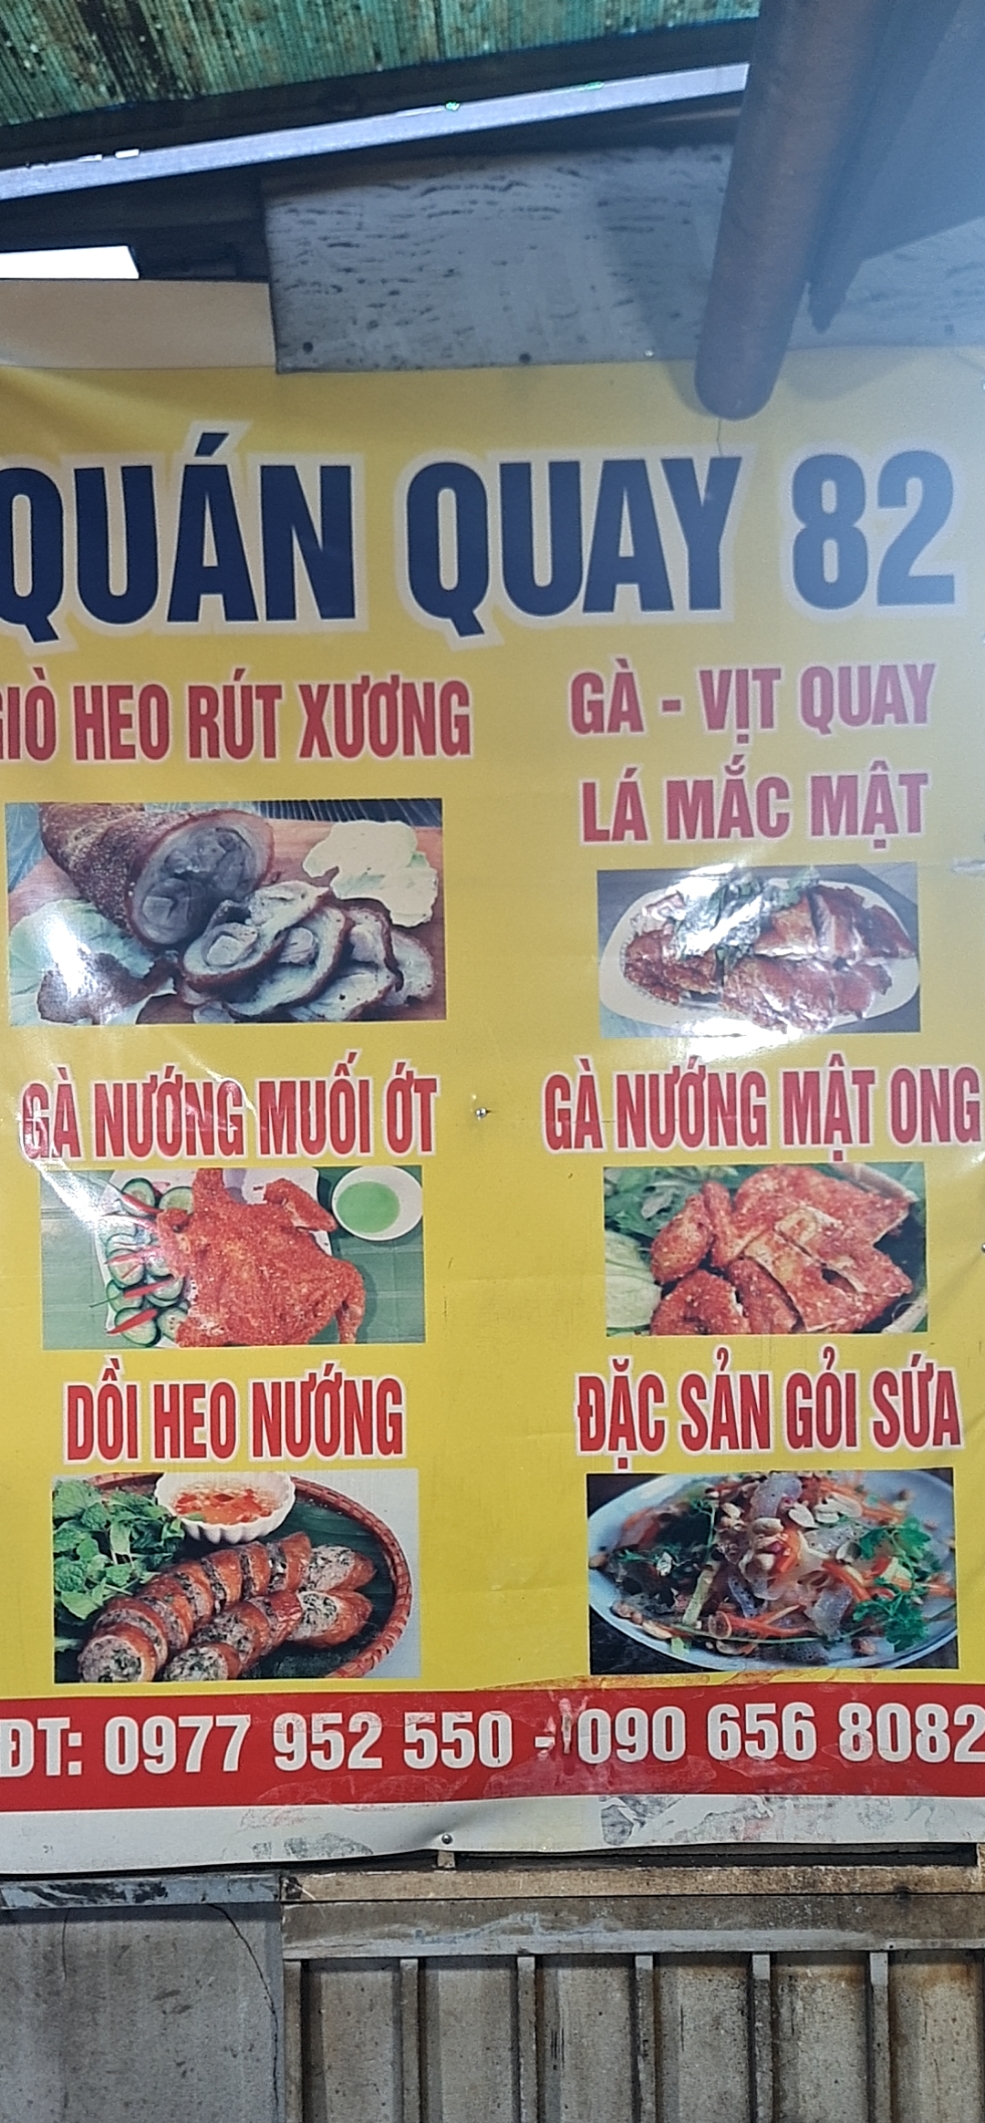 QUÁN QUAY 82
GIÒ HEO RÚT XƯƠNG
GÀ - VỊT QUAY
LÁ MẮC MẬT
GÀ NƯỚNG MUỐI ỚT
GÀ NƯỚNG MẬT ONG
DỒI HEO NƯỚNG
ĐẶC SẢN GỎI SỨA
ĐT: 0977 952 550 - 090 656 8082